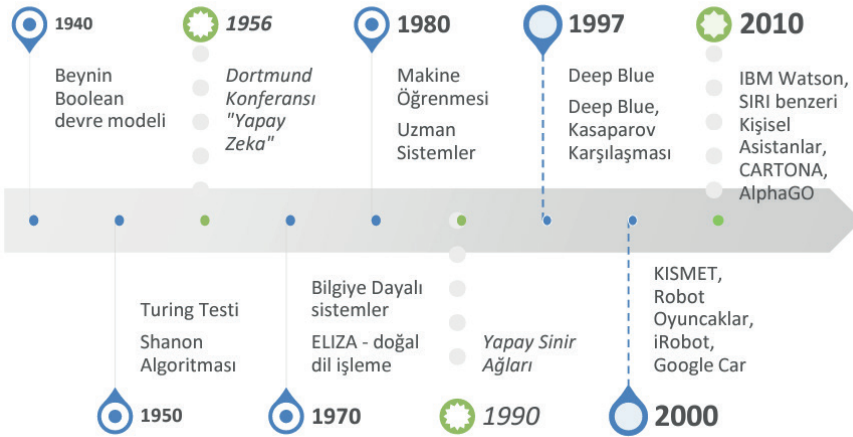 1940
Beynin
Boolean
devre modeli
1956
Dortmund
Konferansı
"Yapay
Zeka"
1980
Makine
Öğrenmesi
Uzman
Sistemler
1997
Deep Blue
Deep Blue,
Kasaparov
Karşılaşması
2010
IBM Watson,
SIRI benzeri
Kişisel
Asistanlar,
CARTONA,
AlphaGO
Turing Testi
Shanon
Algoritması
1950
Bilgiye Dayalı
sistemler
ELIZA - doğal
dil işleme
1970
Yapay Sinir
Ağları
1990
KISMET,
Robot
Oyuncaklar,
iRobot,
Google Car
2000